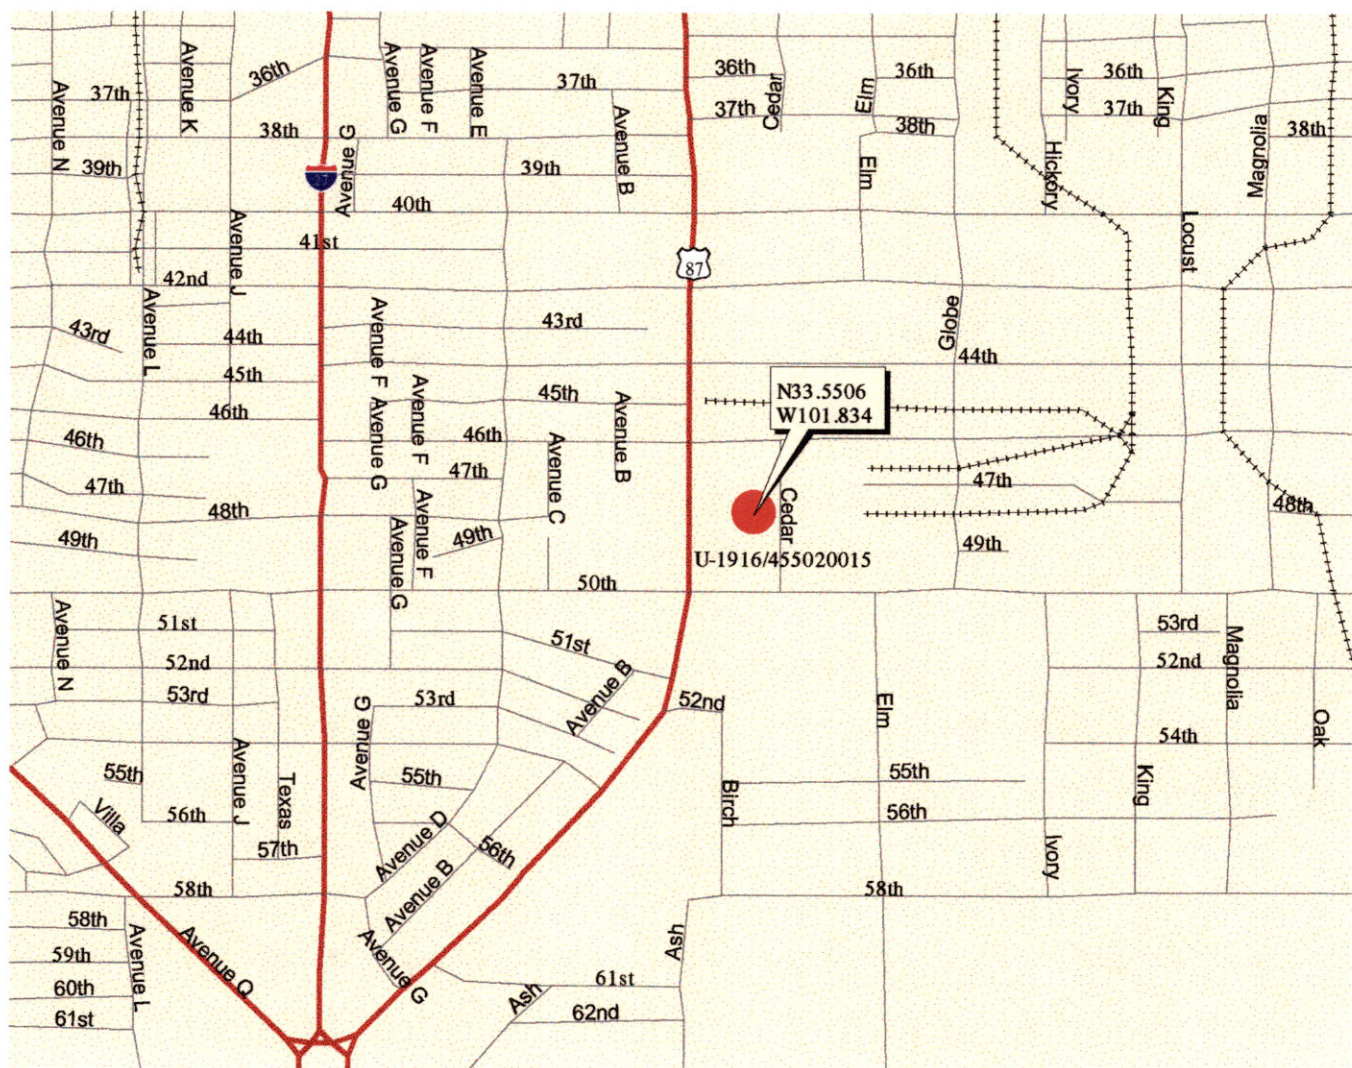 36th
Avenue K
Avenue G
Avenue F
Avenue E
37th
Avenue N
37th
38th
Avenue G
Avenue B
39th
27
39th
40th
Avenue J
41st
42nd
Avenue L
43rd
44th
45th
46th
46th
47th
48th
49th
36th
Cedar
Elm
36th
37th
38th
Elm
Ivory
36th
King
37th
Magnolia
38th
Hickory
Locust
87
Globe
44th
Avenue F
43rd
Avenue F
Avenue G
45th
Avenue B
46th
47th
Avenue C
Avenue F
49th
Avenue G
50th
N33.5506
W101.834
Cedar
U-1916/455020015
47th
48th
49th
Avenue N
51st
52nd
53rd
Avenue J
Texas
55th
Villa
56th
57th
58th
51st
Avenue B
52nd
53rd
Avenue G
55th
Avenue D
56th
Avenue B
Avenue G
Birch
Elm
55th
56th
58th
53rd
52nd
Magnolia
Oak
54th
King
Ivory
58th
59th
60th
61st
Avenue L
Avenue Q
Ash
61st
Ash
62nd